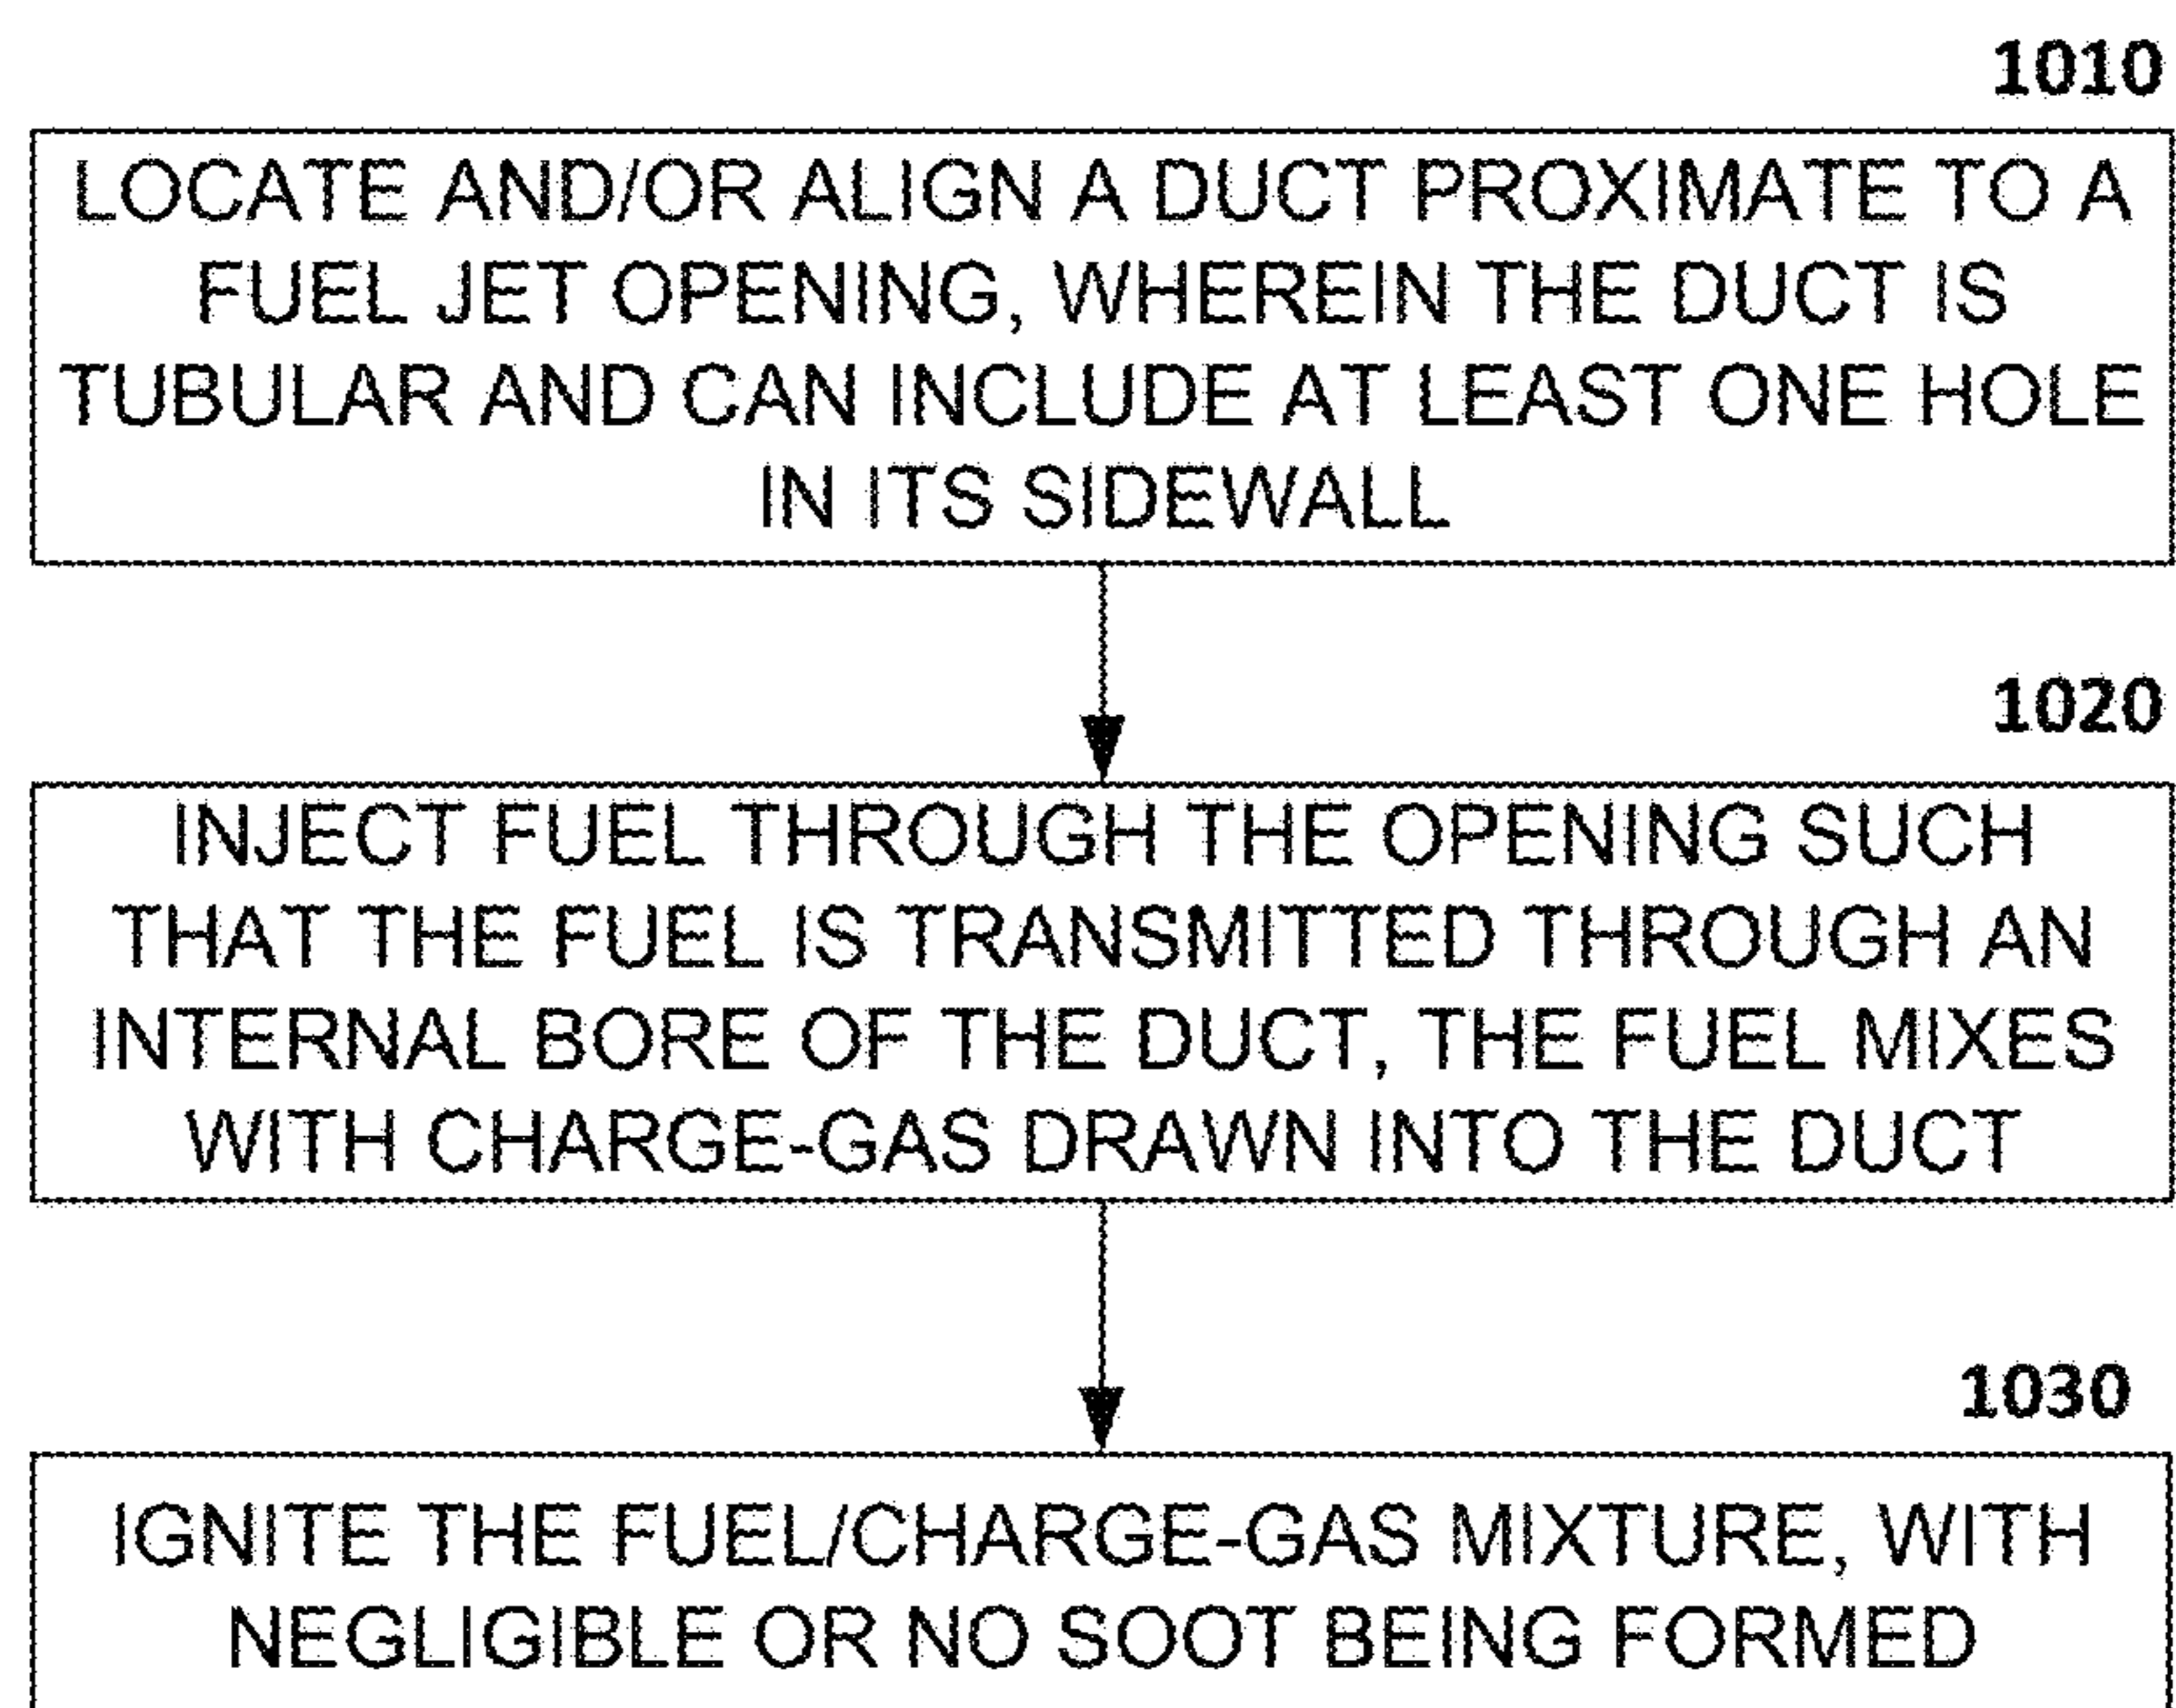 1010
LOCATE AND/OR ALIGN A DUCT PROXIMATE TO A
FUEL JET OPENING, WHEREIN THE DUCT IS
TUBULAR AND CAN INCLUDE AT LEAST ONE HOLE
IN ITS SIDEWALL
1020
INJECT FUEL THROUGH THE OPENING SUCH
THAT THE FUEL IS TRANSMITTED THROUGH AN
INTERNAL BORE OF THE DUCT, THE FUEL MIXES
WITH CHARGE-GAS DRAWN INTO THE DUCT
1030
IGNITE THE FUEL/CHARGE-GAS MIXTURE, WITH
NEGLIGIBLE OR NO SOOT BEING FORMED